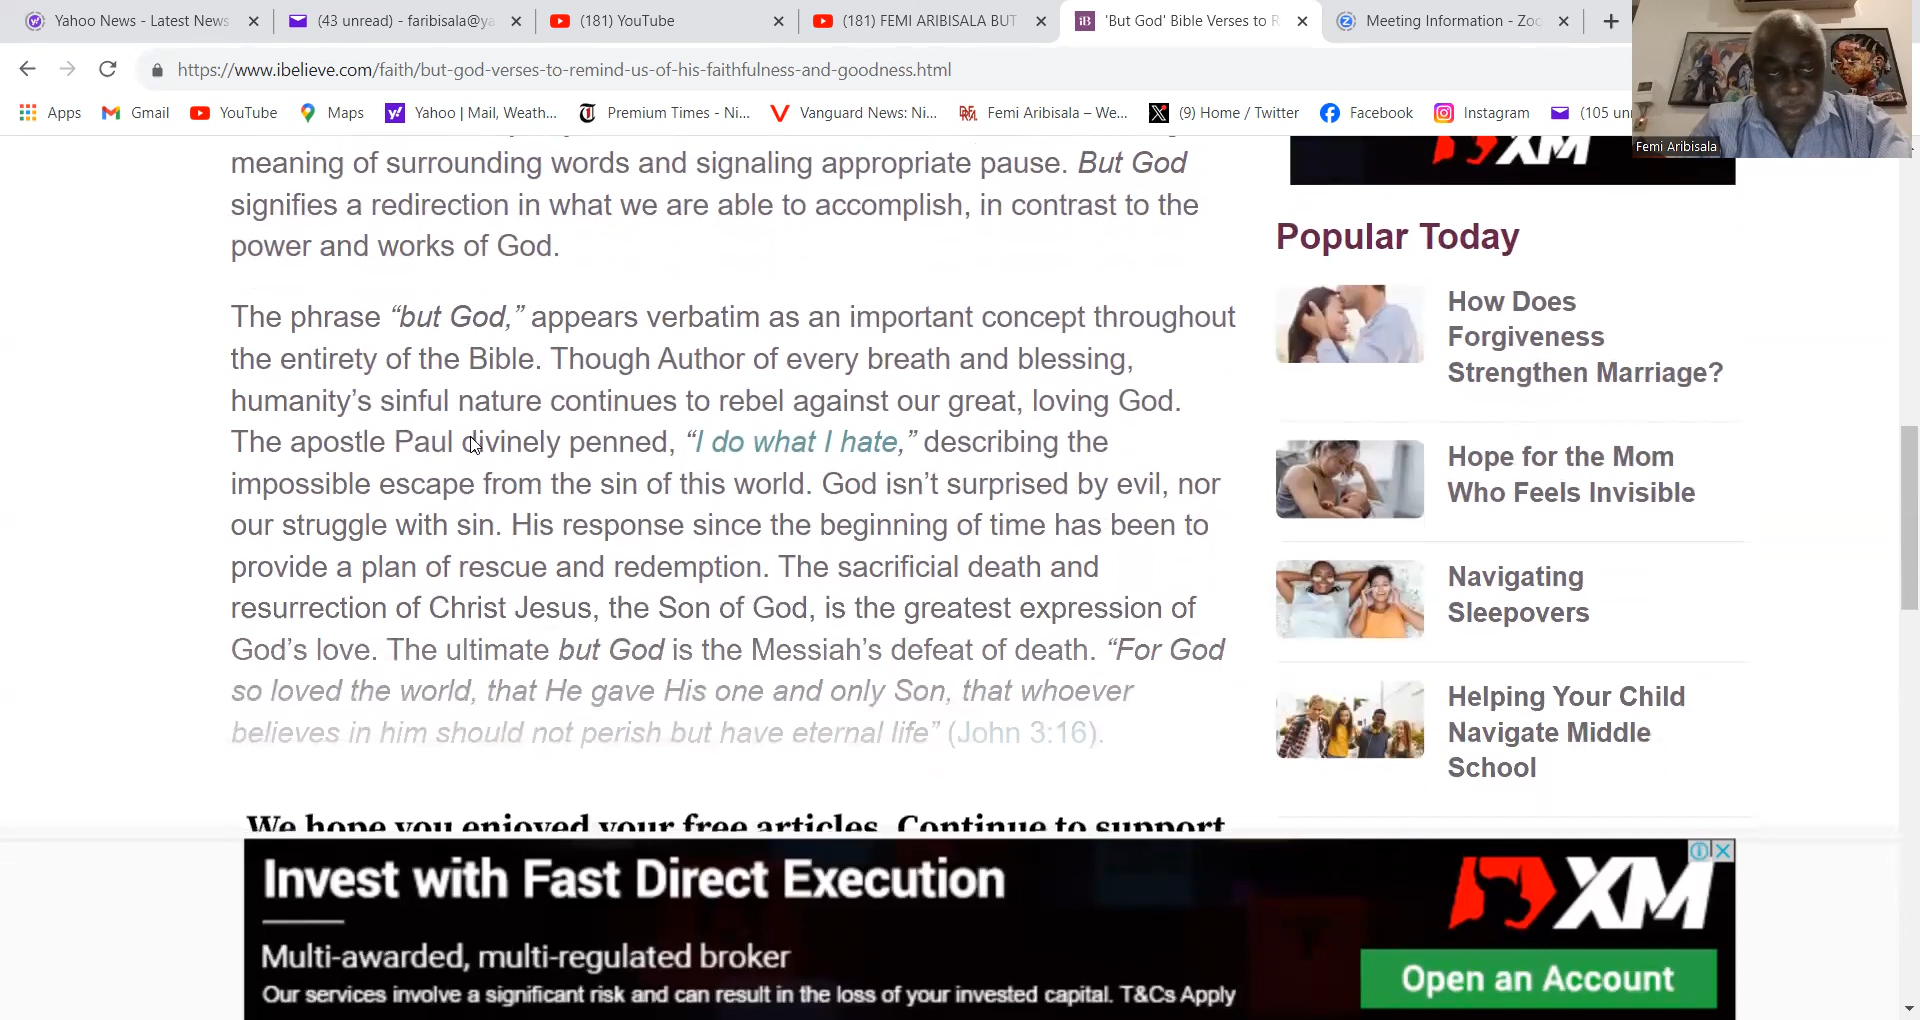 Yahoo News - Latest News
(43 unread) - faribisala@ya
(181) YouTube
(181) FEMI ARIBISALA BUT
'But God' Bible Verses to R
Meeting Information - Zoo
https://www.ibelieve.com/faith/but-god-verses-to-remind-us-of-his-faithfulness-and-goodness.html
Apps
Gmail
YouTube
Maps
Yahoo | Mail, Weath...
Premium Times - Ni...
Vanguard News: Ni...
Femi Aribisala – We...
(9) Home / Twitter
Facebook
Instagram
(105 unr
Femi Aribisala
meaning of surrounding words and signaling appropriate pause. But God
signifies a redirection in what we are able to accomplish, in contrast to the
power and works of God.
The phrase “but God,” appears verbatim as an important concept throughout
the entirety of the Bible. Though Author of every breath and blessing,
humanity’s sinful nature continues to rebel against our great, loving God.
The apostle Paul divinely penned, “I do what I hate,” describing the
impossible escape from the sin of this world. God isn’t surprised by evil, nor
our struggle with sin. His response since the beginning of time has been to
provide a plan of rescue and redemption. The sacrificial death and
resurrection of Christ Jesus, the Son of God, is the greatest expression of
God’s love. The ultimate but God is the Messiah’s defeat of death. “For God
so loved the world, that He gave His one and only Son, that whoever
believes in him should not perish but have eternal life” (John 3:16).
We hope you enjoyed your free articles. Continue to support
XM
Popular Today
How Does
Forgiveness
Strengthen Marriage?
Hope for the Mom
Who Feels Invisible
Navigating
Sleepovers
Helping Your Child
Navigate Middle
School
Invest with Fast Direct Execution
Multi-awarded, multi-regulated broker
Our services involve a significant risk and can result in the loss of your invested capital. T&Cs Apply
XM
Open an Account